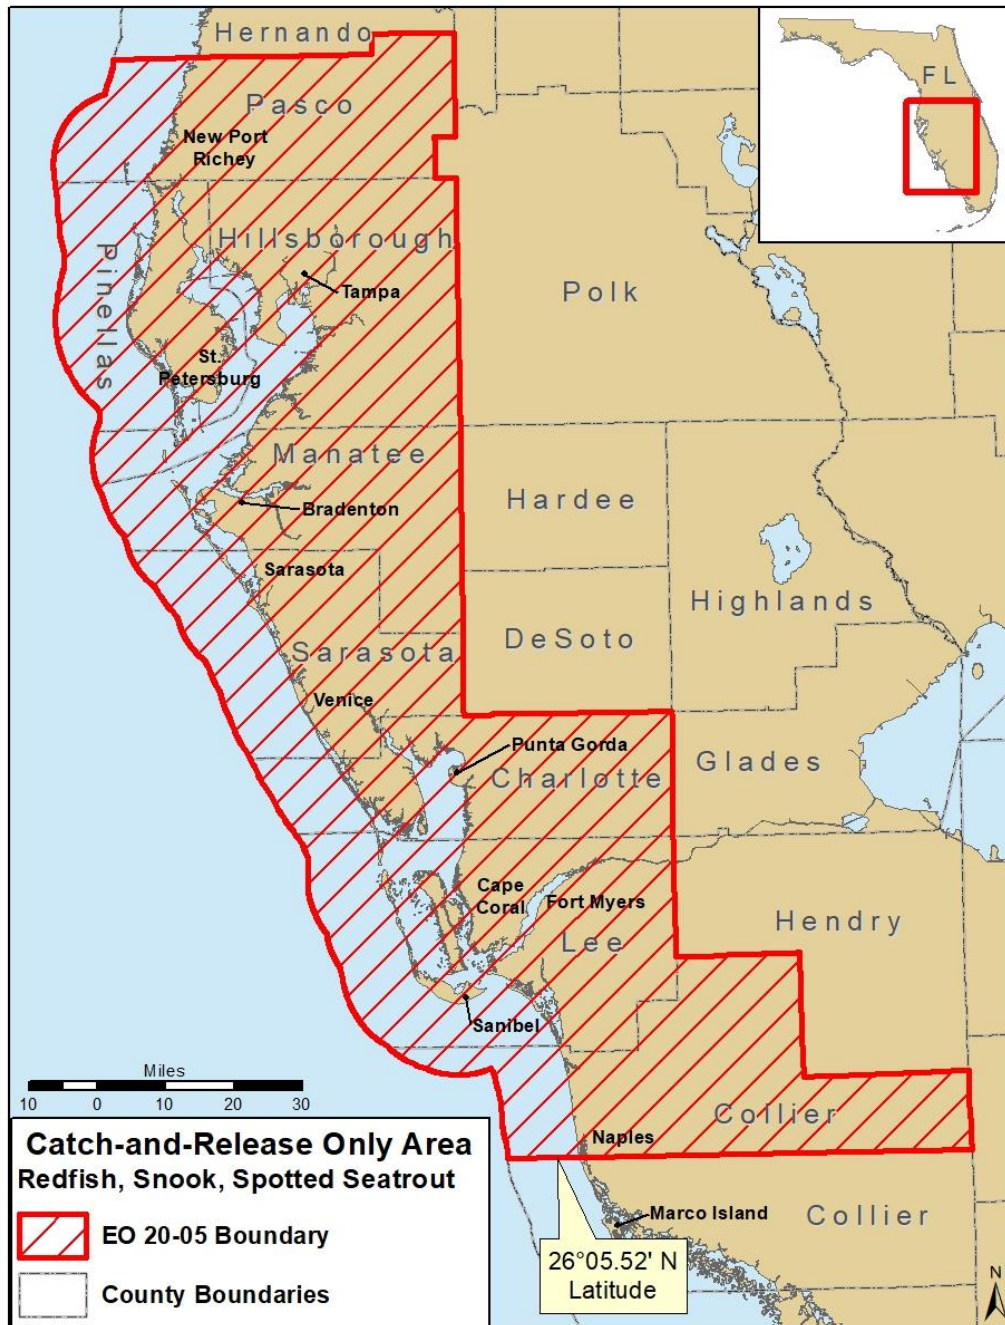 Hernando
FL
Pasco
New Port
Richey
Pinellas
Hillsborough
Tampa
Polk
St.
Petersburg
Manatee
Bradenton
Hardee
Sarasota
Highlands
DeSoto
Sarasota
Venice
Punta Gorda
Charlotte
Glades
Cape
Coral
Fort Myers
Lee
Hendry
Sanibel
Miles
10 0 10 20 30
Collier
Naples
Catch-and-Release Only Area
Redfish, Snook, Spotted Seatrout
EO 20-05 Boundary
County Boundaries
Marco Island
Collier
26°05.52' N
Latitude
N